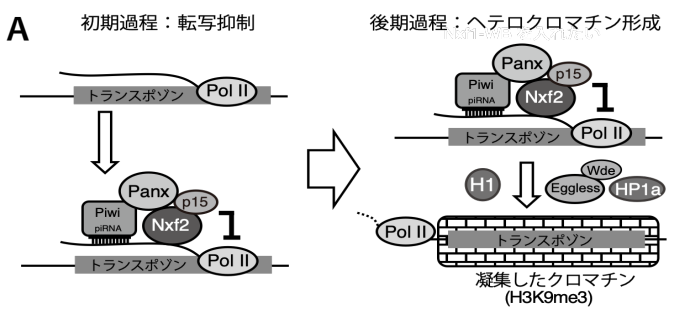 A
初期過程：転写抑制
Pol II
トランスポゾン
Panx
p15
Piwi
piRNA
Nxf2
Pol II
トランスポゾン
後期過程：ヘテロクロマチン形成
Panx
p15
Piwi
piRNA
Nxf2
Pol II
トランスポゾン
H1
Wde
Eggless
HP1a
Pol II
トランスポゾン
凝集したクロマチン
(H3K9me3)